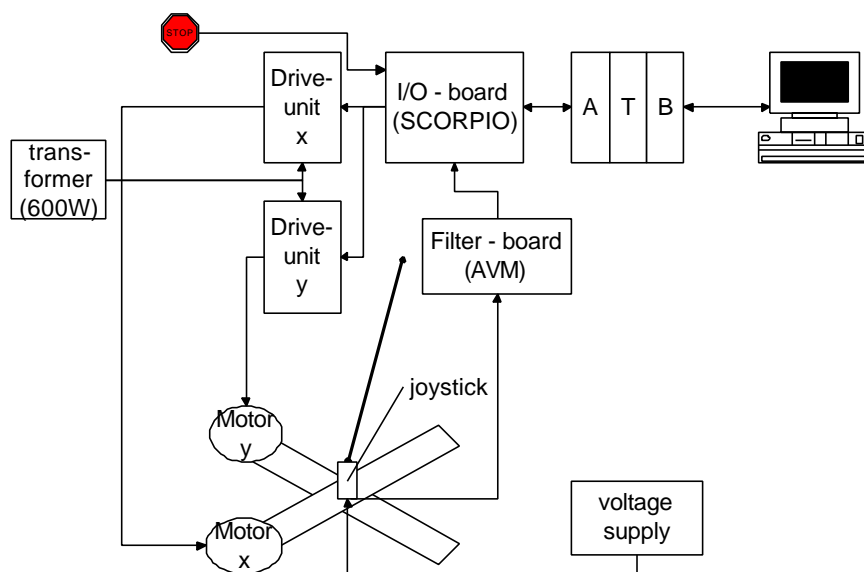 STOP
Drive-
unit
x
I/O - board
(SCORPIO)
A T B
trans-
former
(600W)
Drive-
unit
y
Filter - board
(AVM)
joystick
Motor
y
voltage
supply
Motor
x